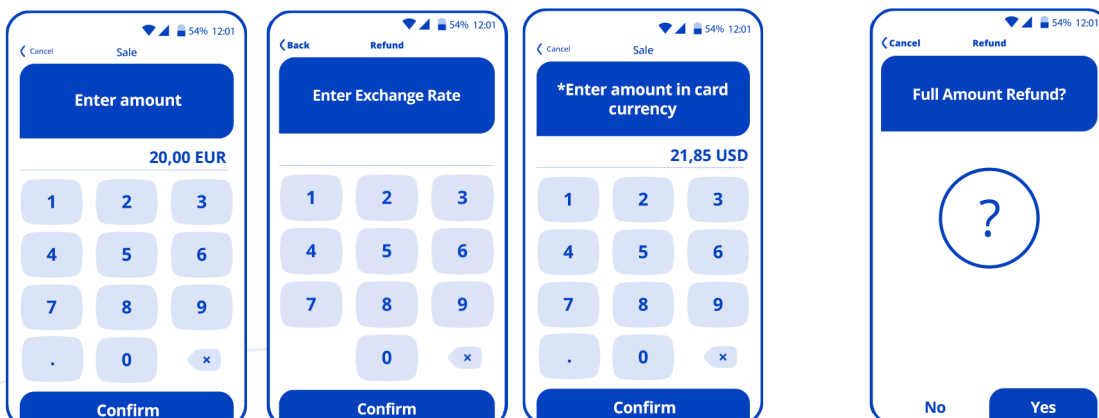 54% 12:01
Cancel Sale
Enter amount
20,00 EUR
1 2 3
4 5 6
7 8 9
. 0 ×
Confirm
54% 12:01
Back Refund
Enter Exchange Rate
1 2 3
4 5 6
7 8 9
0 ×
Confirm
54% 12:01
Cancel Sale
*Enter amount in card
currency
21,85 USD
1 2 3
4 5 6
7 8 9
. 0 ×
Confirm
54% 12:01
Cancel Refund
Full Amount Refund?
?
No Yes